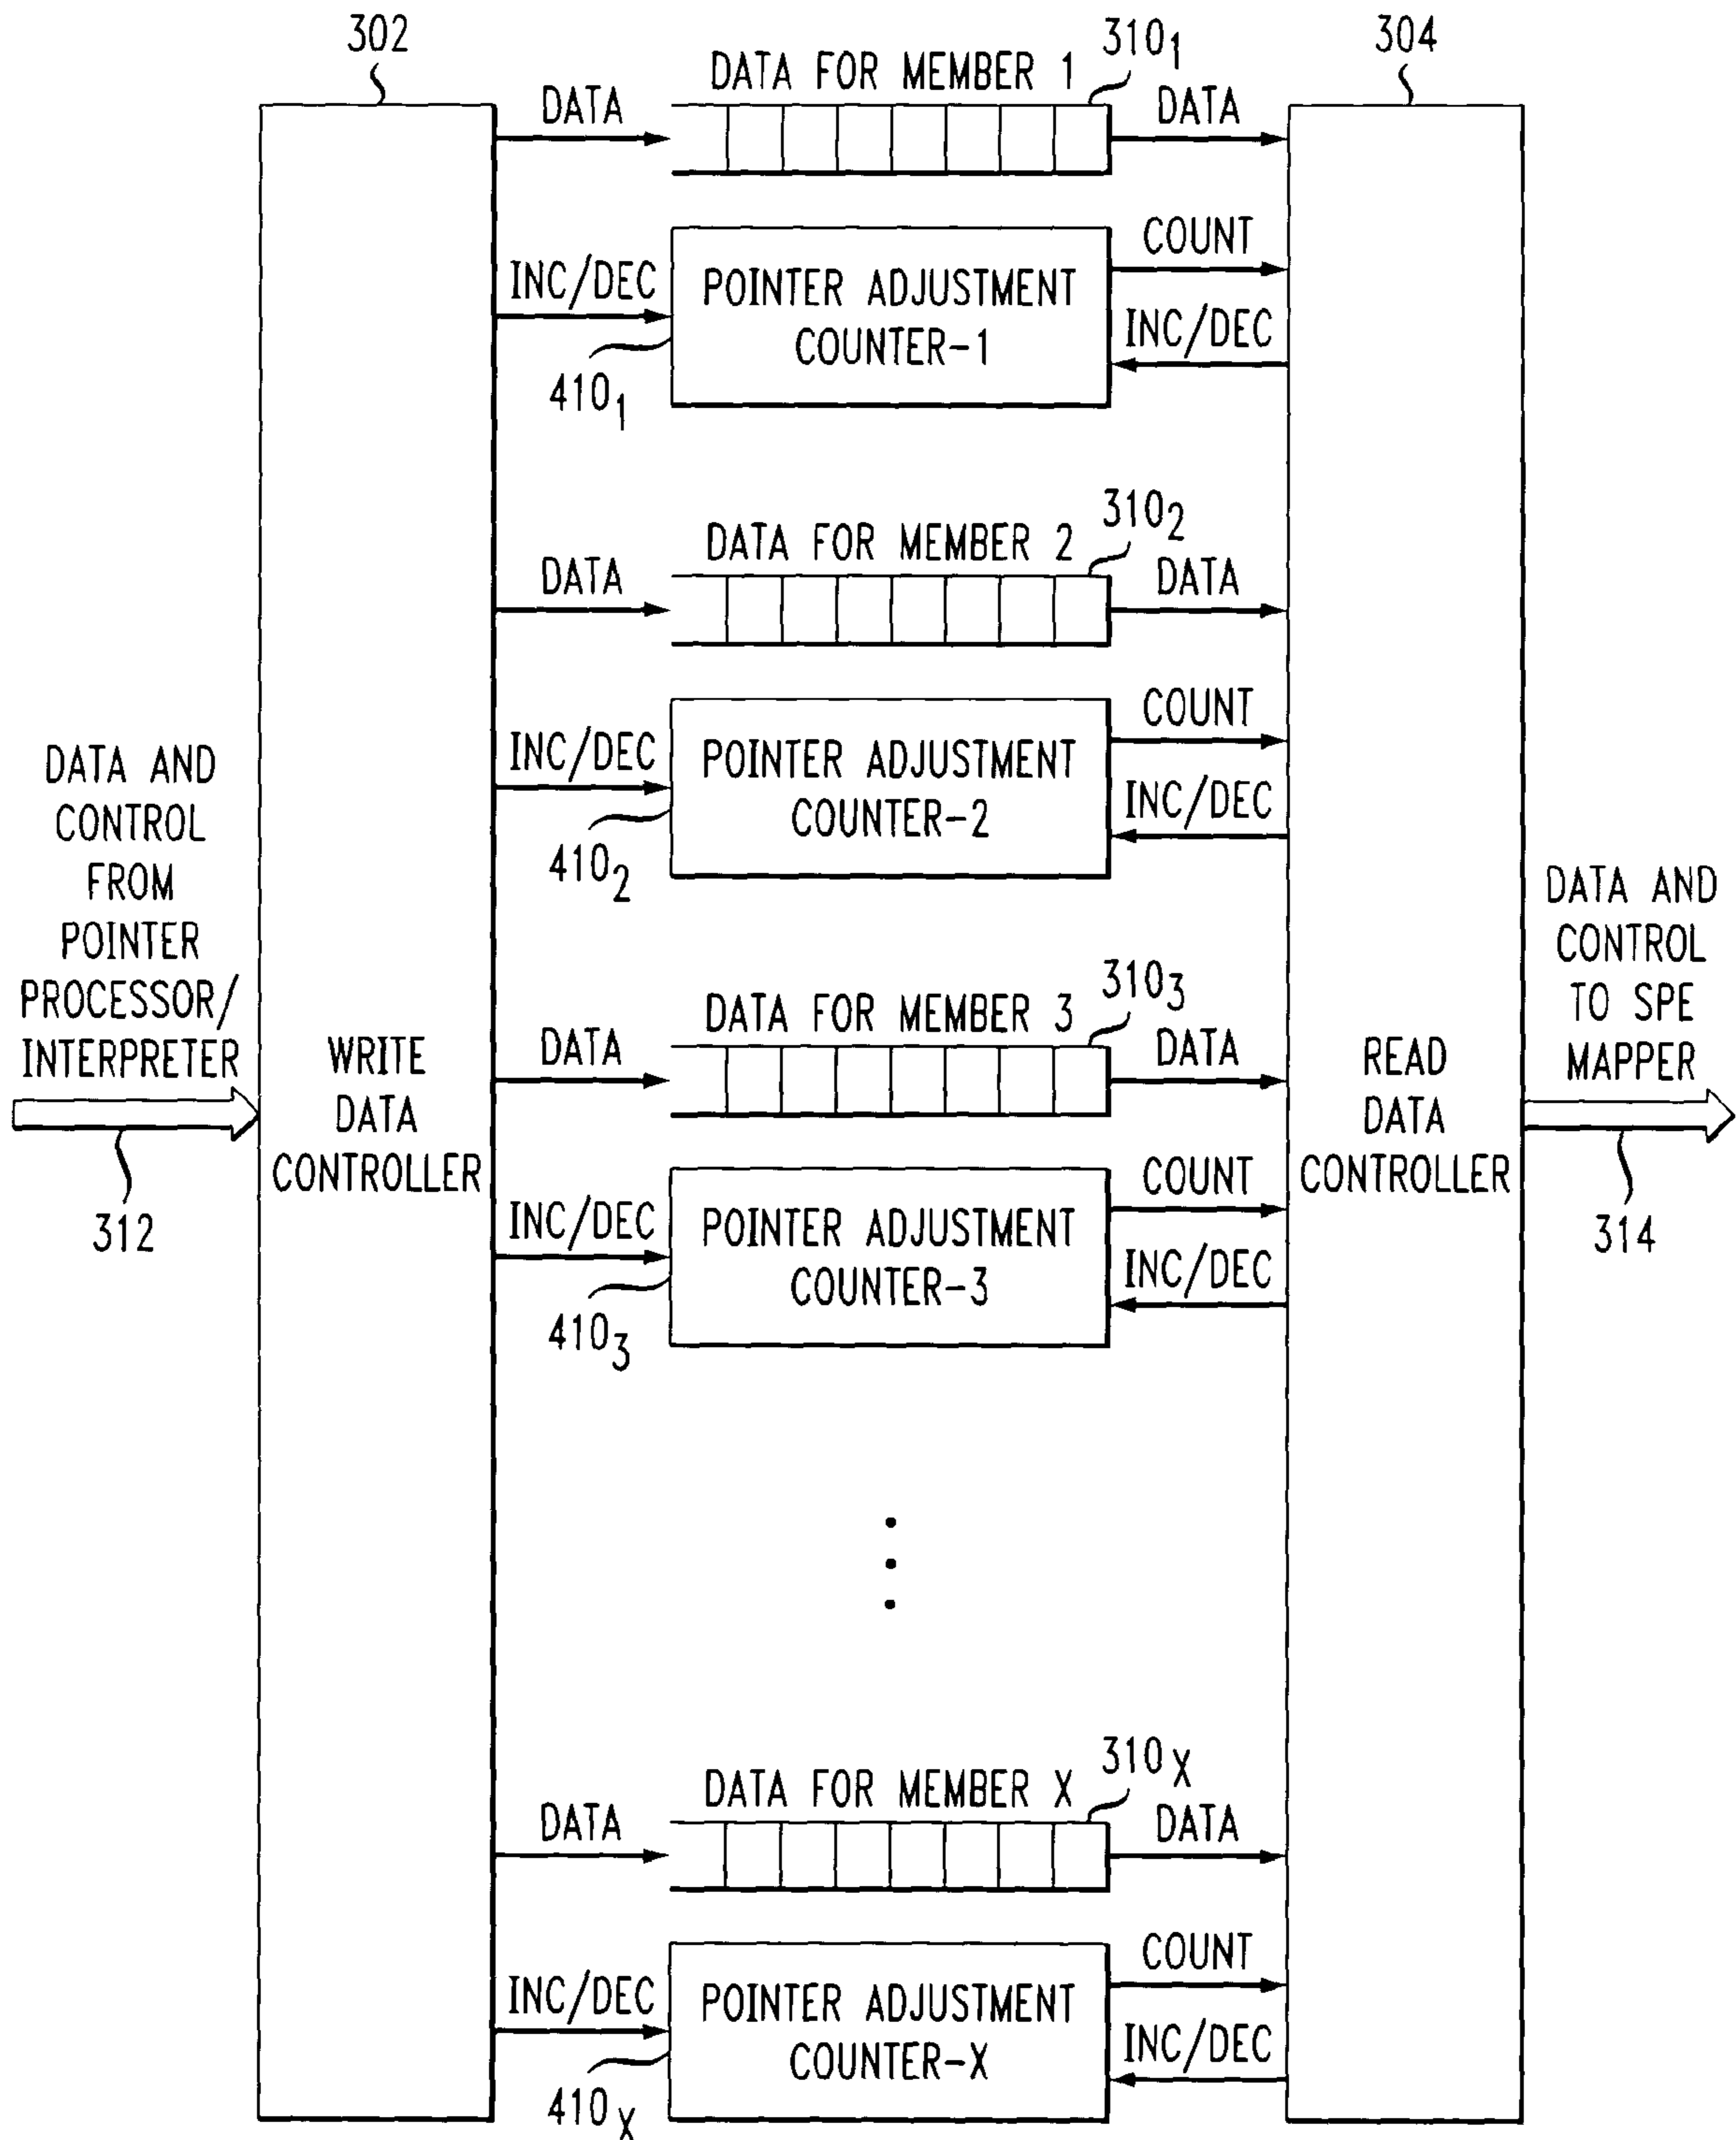 302
DATA FOR MEMBER 1
310₁
304
DATA
DATA
INC/DEC
POINTER ADJUSTMENT
COUNTER-1
COUNT
INC/DEC
410₁
DATA FOR MEMBER 2
310₂
DATA
DATA
INC/DEC
POINTER ADJUSTMENT
COUNTER-2
COUNT
INC/DEC
410₂
DATA AND
CONTROL
FROM
POINTER
PROCESSOR/
INTERPRETER
312
WRITE
DATA
CONTROLLER
DATA FOR MEMBER 3
310₃
DATA
DATA
INC/DEC
POINTER ADJUSTMENT
COUNTER-3
COUNT
INC/DEC
410₃
READ
DATA
CONTROLLER
DATA AND
CONTROL
TO SPE
MAPPER
314
DATA FOR MEMBER X
310X
DATA
DATA
INC/DEC
POINTER ADJUSTMENT
COUNTER-X
COUNT
INC/DEC
410X